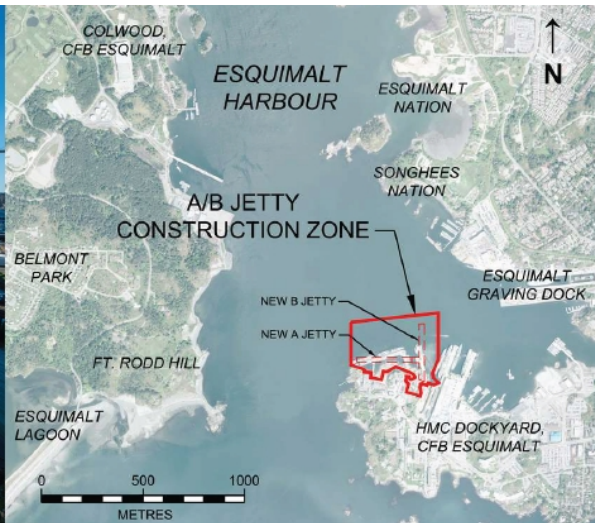 COLWOOD,
CFB ESQUIMALT
ESQUIMALT
HARBOUR
N
ESQUIMALT
NATION
SONGHEES
NATION
A/B JETTY
CONSTRUCTION ZONE
BELMONT
PARK
ESQUIMALT
GRAVING DOCK
NEW B JETTY
NEW A JETTY
FT. RODD HILL
ESQUIMALT
LAGOON
HMC DOCKYARD,
CFB ESQUIMALT
0 500 1000
METRES